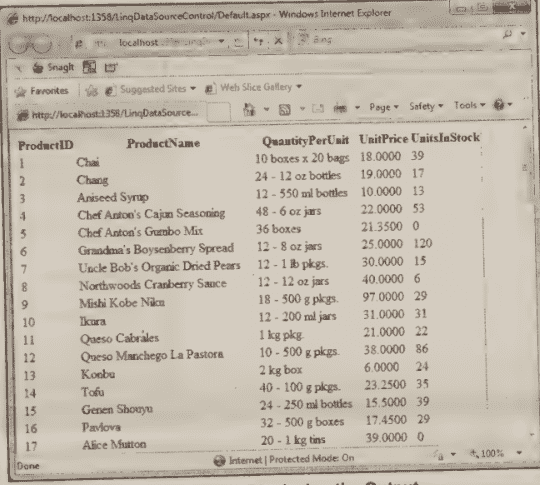 http://localhost:1358/LinqDataSourceControl/Default.aspx - Windows Internet Explorer
localhost
SnagIt
Favorites Suggested Sites Web Slice Gallery
http://localhost:1358/LinqDataSource... Page Safety Tools
ProductID ProductName QuantityPerUnit UnitPrice UnitsInStock
1 Chai 10 boxes x 20 bags 18.0000 39
2 Chang 24 - 12 oz bottles 19.0000 17
3 Aniseed Syrup 12 - 550 ml bottles 10.0000 13
4 Chef Anton's Cajun Seasoning 48 - 6 oz jars 22.0000 53
5 Chef Anton's Gumbo Mix 36 boxes 21.3500 0
6 Grandma's Boysenberry Spread 12 - 8 oz jars 25.0000 120
7 Uncle Bob's Organic Dried Pears 12 - 1 lb pkgs. 30.0000 15
8 Northwoods Cranberry Sauce 12 - 12 oz jars 40.0000 6
9 Mishi Kobe Niku 18 - 500 g pkgs. 97.0000 29
10 Ikura 12 - 200 ml jars 31.0000 31
11 Queso Cabrales 1 kg pkg. 21.0000 22
12 Queso Manchego La Pastora 10 - 500 g pkgs. 38.0000 86
13 Konbu 2 kg box 6.0000 24
14 Tofu 40 - 100 g pkgs. 23.2500 35
15 Genen Shouyu 24 - 250 ml bottles 15.5000 39
16 Pavlova 32 - 500 g boxes 17.4500 29
17 Alice Mutton 20 - 1 kg tins 39.0000 0
Done Internet | Protected Mode: On 100%